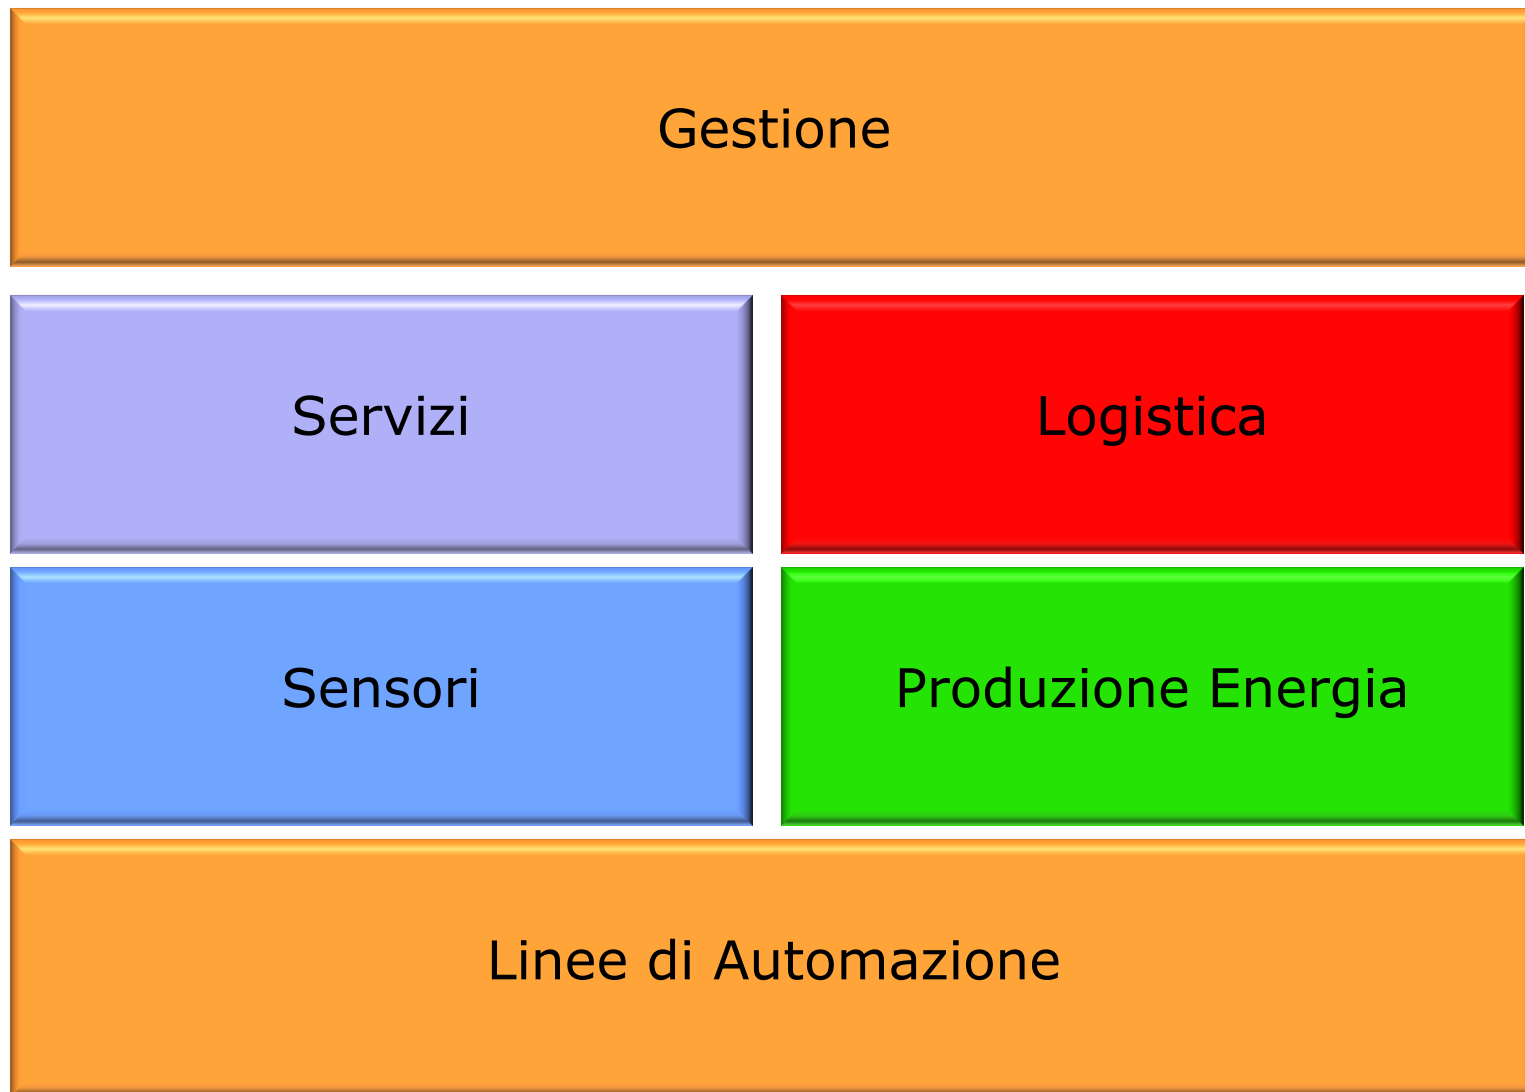 Gestione
Servizi
Logistica
Sensori
Produzione Energia
Linee di Automazione